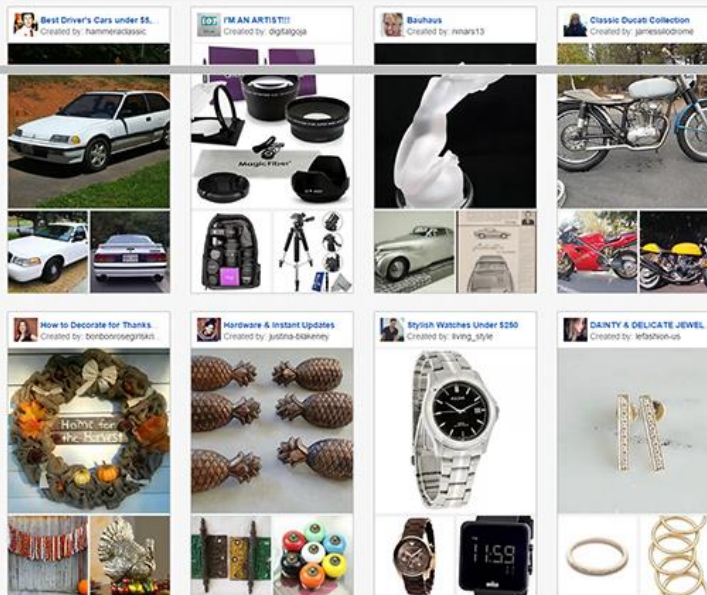 Best Driver's Cars under $5,...
Created by: hammeraclassic
I'M AN ARTIST!!!
Created by: digitalgoja
Bauhaus
Created by: ninars13
Classic Ducati Collection
Created by: jamessilodrome
MagicFiber
How to Decorate for Thanks...
Created by: bonbonrosegirlskri...
Hardware & Instant Updates
Created by: justina-blakeney
Stylish Watches Under $250
Created by: living_style
DAINTY & DELICATE JEWEL
Created by: lefashion-us
Home for
the Harvest
PULSAR
11:59